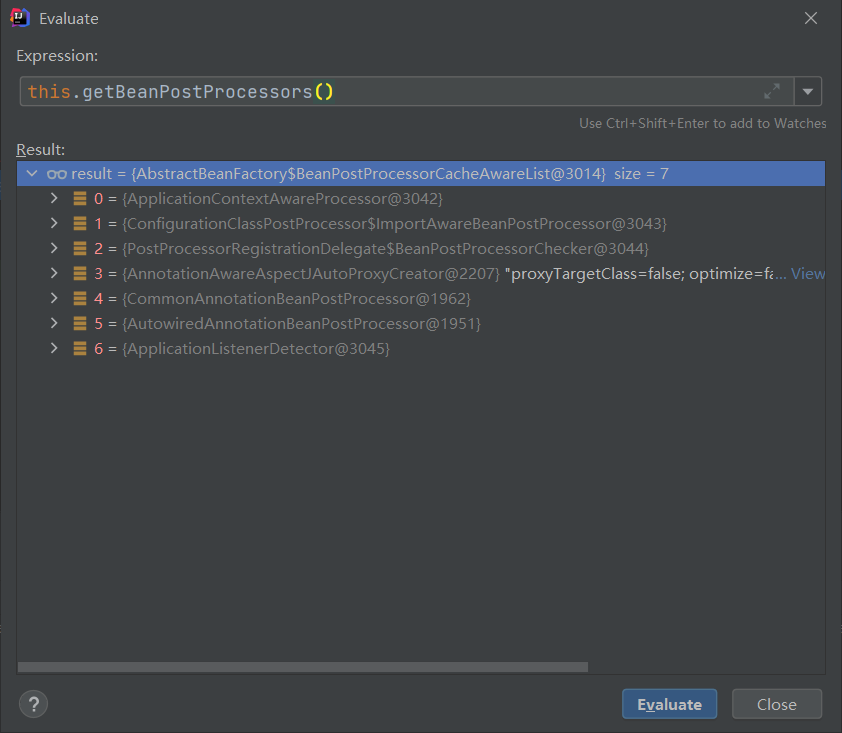 Evaluate
Expression:
this.getBeanPostProcessors()
Use Ctrl+Shift+Enter to add to Watches
Result:
result = {AbstractBeanFactory$BeanPostProcessorCacheAwareList@3014} size = 7
0 = {ApplicationContextAwareProcessor@3042}
1 = {ConfigurationClassPostProcessor$ImportAwareBeanPostProcessor@3043}
2 = {PostProcessorRegistrationDelegate$BeanPostProcessorChecker@3044}
3 = {AnnotationAwareAspectJAutoProxyCreator@2207} "proxyTargetClass=false; optimize=fa... View
4 = {CommonAnnotationBeanPostProcessor@1962}
5 = {AutowiredAnnotationBeanPostProcessor@1951}
6 = {ApplicationListenerDetector@3045}
? Evaluate Close